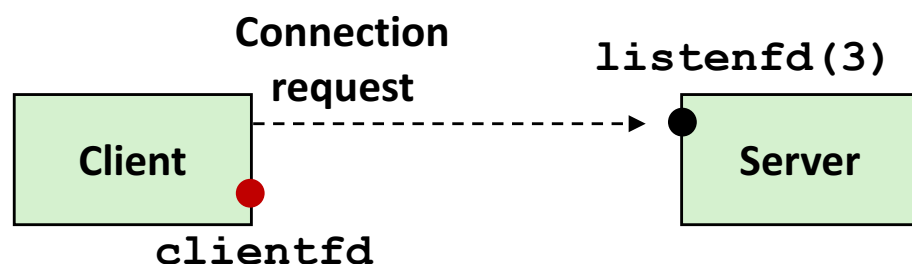 Connection
request
listenfd(3)
Client
Server
clientfd